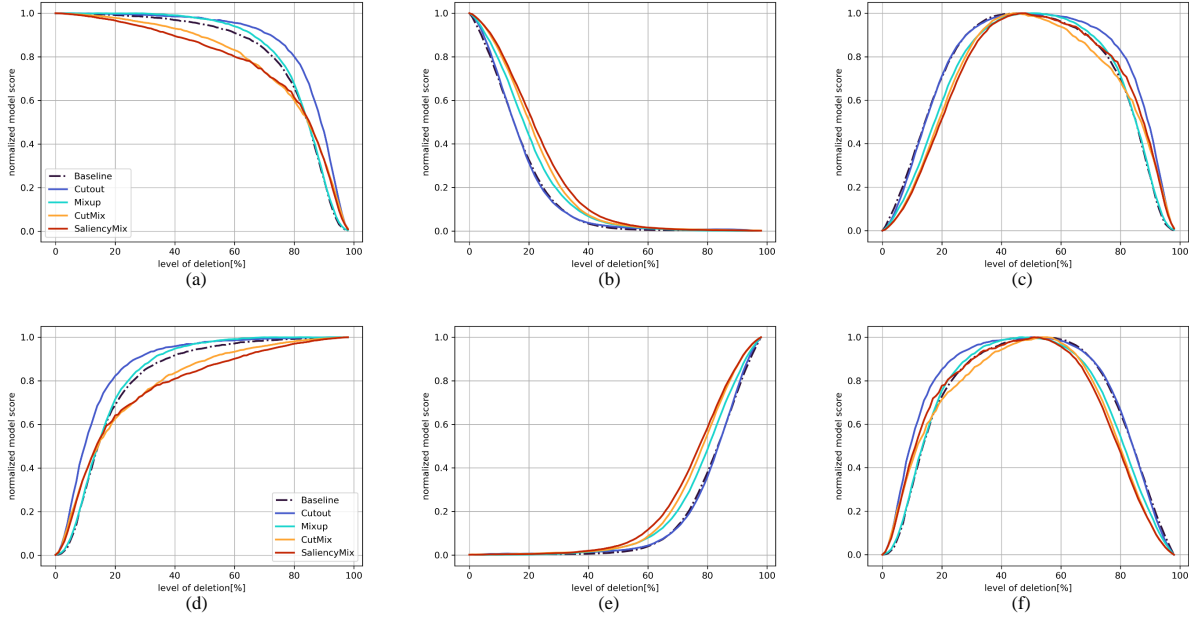 1.0
0.8
0.6
0.4
0.2
0.0
normalized model score
Baseline
Cutout
Mixup
CutMix
SaliencyMix
0 20 40 60 80 100
level of deletion[%]
(a)
1.0
0.8
0.6
0.4
0.2
0.0
normalized model score
0 20 40 60 80 100
level of deletion[%]
(b)
1.0
0.8
0.6
0.4
0.2
0.0
normalized model score
0 20 40 60 80 100
level of deletion[%]
(c)
1.0
0.8
0.6
0.4
0.2
0.0
normalized model score
Baseline
Cutout
Mixup
CutMix
SaliencyMix
0 20 40 60 80 100
level of deletion[%]
(d)
1.0
0.8
0.6
0.4
0.2
0.0
normalized model score
0 20 40 60 80 100
level of deletion[%]
(e)
1.0
0.8
0.6
0.4
0.2
0.0
normalized model score
0 20 40 60 80 100
level of deletion[%]
(f)